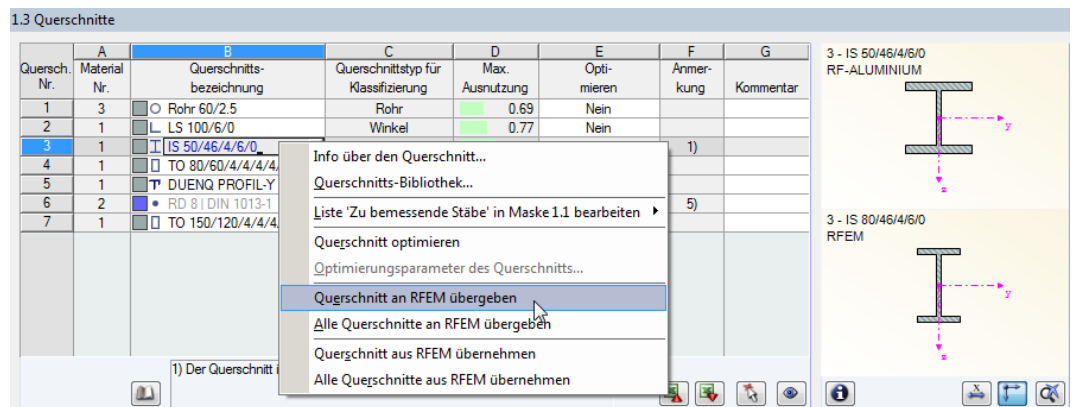 1.3 Querschnitte
A B C D E F G
Quersch. Material Querschnitts- Querschnittstyp für Max. Opti- Anmer-
Nr. Nr. bezeichnung Klassifizierung Ausnutzung mieren kung Kommentar
1 3 Rohr 60/2.5 Rohr 0.69 Nein
2 1 LS 100/6/0 Winkel 0.77 Nein
3 1 IS 50/46/4/6/0 1)
4 1 TO 80/60/4/4/4/4/
5 1 DUENQ PROFIL-Y
6 2 RD 8 | DIN 1013-1 5)
7 1 TO 150/120/4/4/4
Info über den Querschnitt...
Querschnitts-Bibliothek...
Liste 'Zu bemessende Stäbe' in Maske 1.1 bearbeiten
Querschnitt optimieren
Optimierungsparameter des Querschnitts...
Querschnitt an RFEM übergeben
Alle Querschnitte an RFEM übergeben
Querschnitt aus RFEM übernehmen
Alle Querschnitte aus RFEM übernehmen
1) Der Querschnitt i
3 - IS 50/46/4/6/0
RF-ALUMINIUM
y
z
3 - IS 80/46/4/6/0
RFEM
y
z